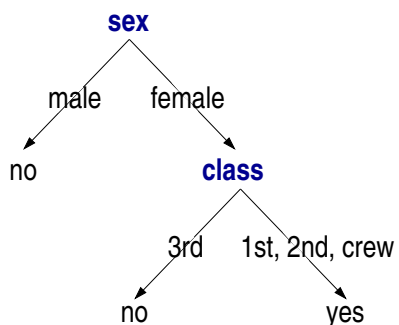 sex
male female
no class
3rd 1st, 2nd, crew
no yes